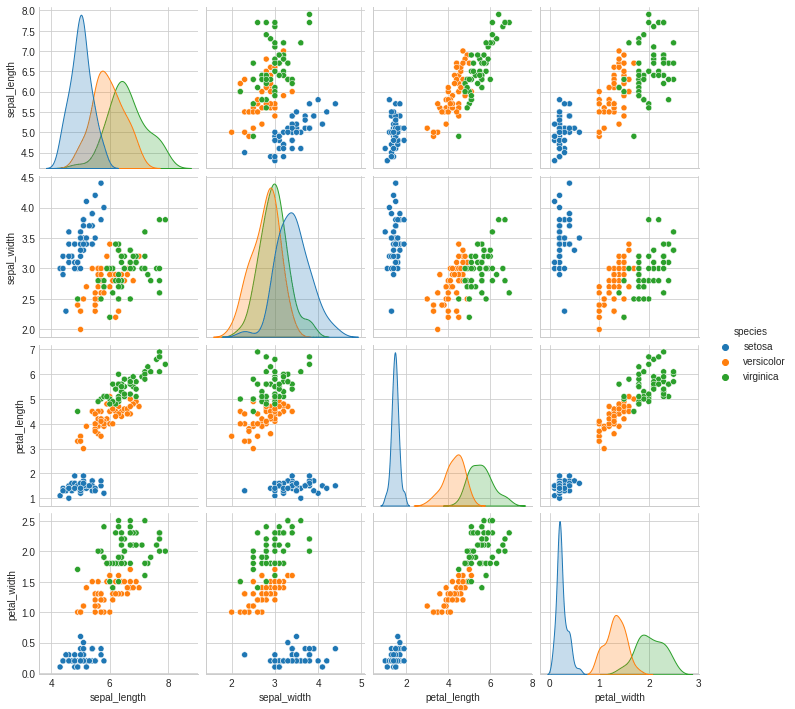 8.0
7.5
7.0
6.5
6.0
5.5
5.0
4.5
sepal_length
4.5
4.0
3.5
3.0
2.5
2.0
sepal_width
species
setosa
versicolor
virginica
7
6
5
4
3
2
1
petal_length
2.5
2.0
1.5
1.0
0.5
0.0
petal_width
4 6 8
sepal_length
2 3 4 5
sepal_width
2 4 6 8
petal_length
0 1 2 3
petal_width